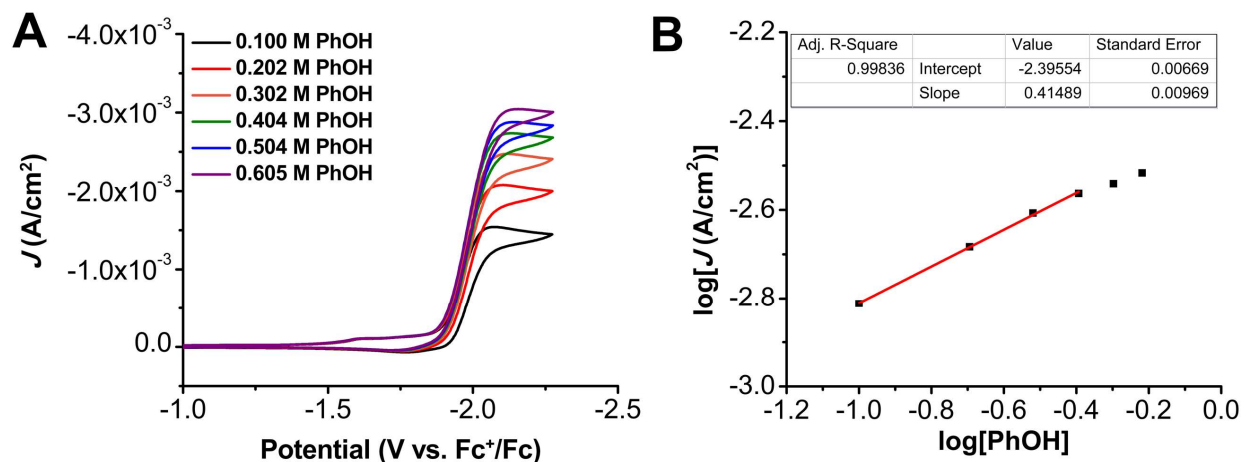 A
J (A/cm²)
-4.0x10⁻³
-3.0x10⁻³
-2.0x10⁻³
-1.0x10⁻³
0.0
0.100 M PhOH
0.202 M PhOH
0.302 M PhOH
0.404 M PhOH
0.504 M PhOH
0.605 M PhOH
-1.0 -1.5 -2.0 -2.5
Potential (V vs. Fc⁺/Fc)
B
log[J (A/cm²)]
-2.2
-2.4
-2.6
-2.8
-3.0
Adj. R-Square Value Standard Error
0.99836 Intercept -2.39554 0.00669
Slope 0.41489 0.00969
-1.2 -1.0 -0.8 -0.6 -0.4 -0.2 0.0
log[PhOH]